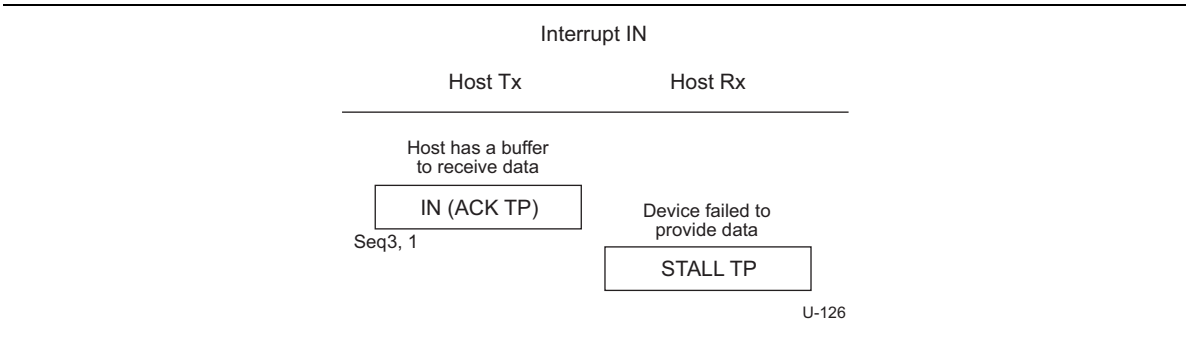 Interrupt IN
Host Tx Host Rx
Host has a buffer
to receive data
IN (ACK TP)
Seq3, 1
Device failed to
provide data
STALL TP
U-126